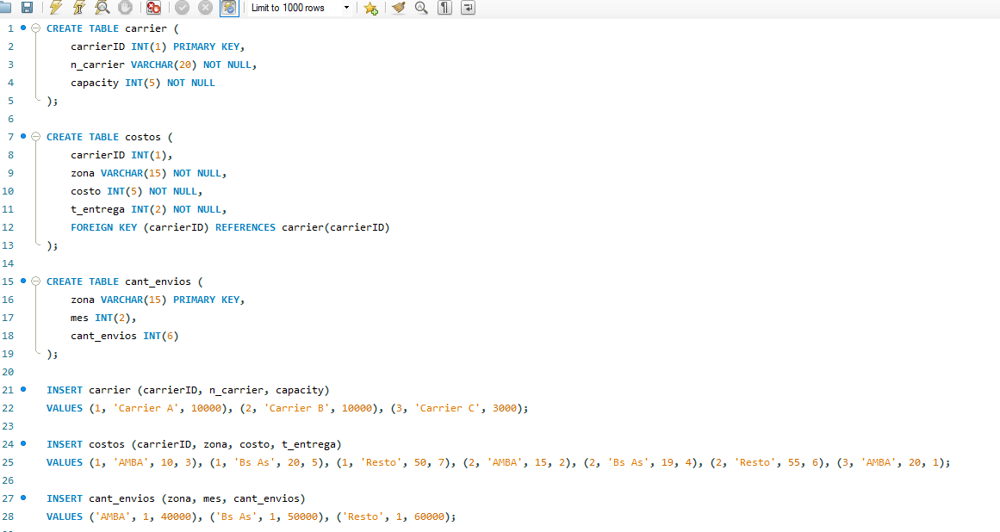 Limit to 1000 rows
1 CREATE TABLE carrier (
2 carrierID INT(1) PRIMARY KEY,
3 n_carrier VARCHAR(20) NOT NULL,
4 capacity INT(5) NOT NULL
5 );
6
7 CREATE TABLE costos (
8 carrierID INT(1),
9 zona VARCHAR(15) NOT NULL,
10 costo INT(5) NOT NULL,
11 t_entrega INT(2) NOT NULL,
12 FOREIGN KEY (carrierID) REFERENCES carrier(carrierID)
13 );
14
15 CREATE TABLE cant_envios (
16 zona VARCHAR(15) PRIMARY KEY,
17 mes INT(2),
18 cant_envios INT(6)
19 );
20
21 INSERT carrier (carrierID, n_carrier, capacity)
22 VALUES (1, 'Carrier A', 10000), (2, 'Carrier B', 10000), (3, 'Carrier C', 3000);
23
24 INSERT costos (carrierID, zona, costo, t_entrega)
25 VALUES (1, 'AMBA', 10, 3), (1, 'Bs As', 20, 5), (1, 'Resto', 50, 7), (2, 'AMBA', 15, 2), (2, 'Bs As', 19, 4), (2, 'Resto', 55, 6), (3, 'AMBA', 20, 1);
26
27 INSERT cant_envios (zona, mes, cant_envios)
28 VALUES ('AMBA', 1, 40000), ('Bs As', 1, 50000), ('Resto', 1, 60000);